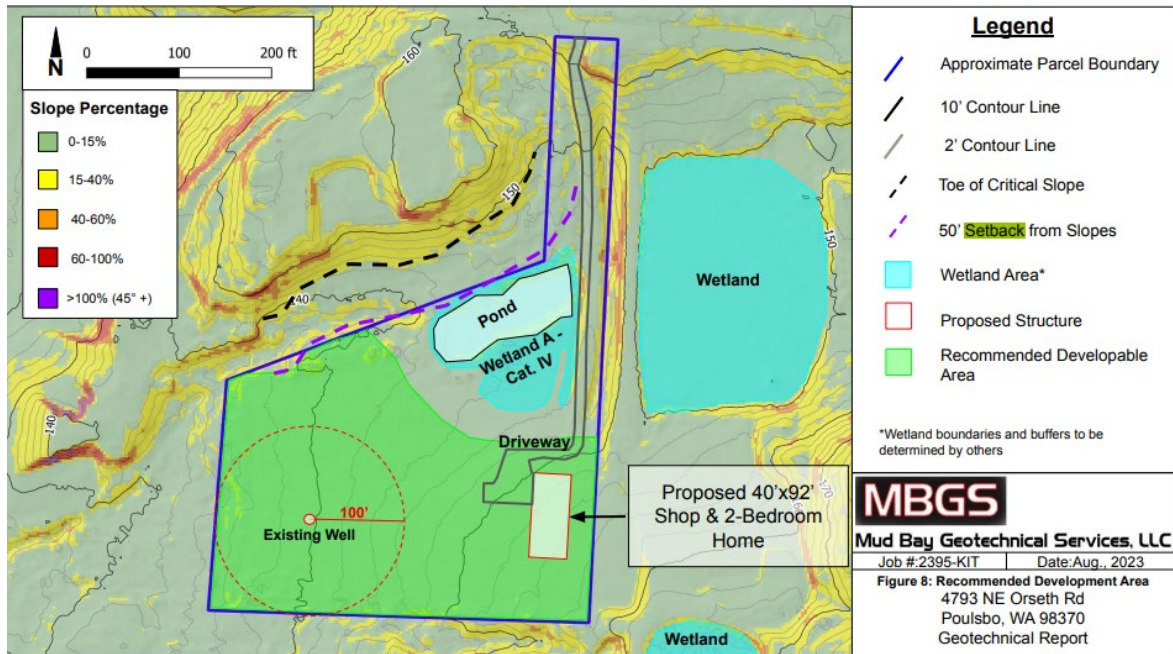 N
0 100 200 ft
Slope Percentage
0-15%
15-40%
40-60%
60-100%
>100% (45° +)
160
150
140
140
150
170
Pond
Wetland A -
Cat. IV
Wetland
Driveway
100'
Existing Well
Proposed 40'x92'
Shop & 2-Bedroom
Home
Wetland
Legend
Approximate Parcel Boundary
10' Contour Line
2' Contour Line
Toe of Critical Slope
50' Setback from Slopes
Wetland Area*
Proposed Structure
Recommended Developable
Area
*Wetland boundaries and buffers to be
determined by others
MBGS
Mud Bay Geotechnical Services, LLC
Job #:2395-KIT Date:Aug., 2023
Figure 8: Recommended Development Area
4793 NE Orseth Rd
Poulsbo, WA 98370
Geotechnical Report